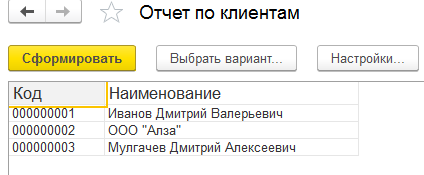 Отчет по клиентам
Сформировать Выбрать вариант... Настройки...
Код Наименование
000000001 Иванов Дмитрий Валерьевич
000000002 ООО "Алза"
000000003 Мулгачев Дмитрий Алексеевич